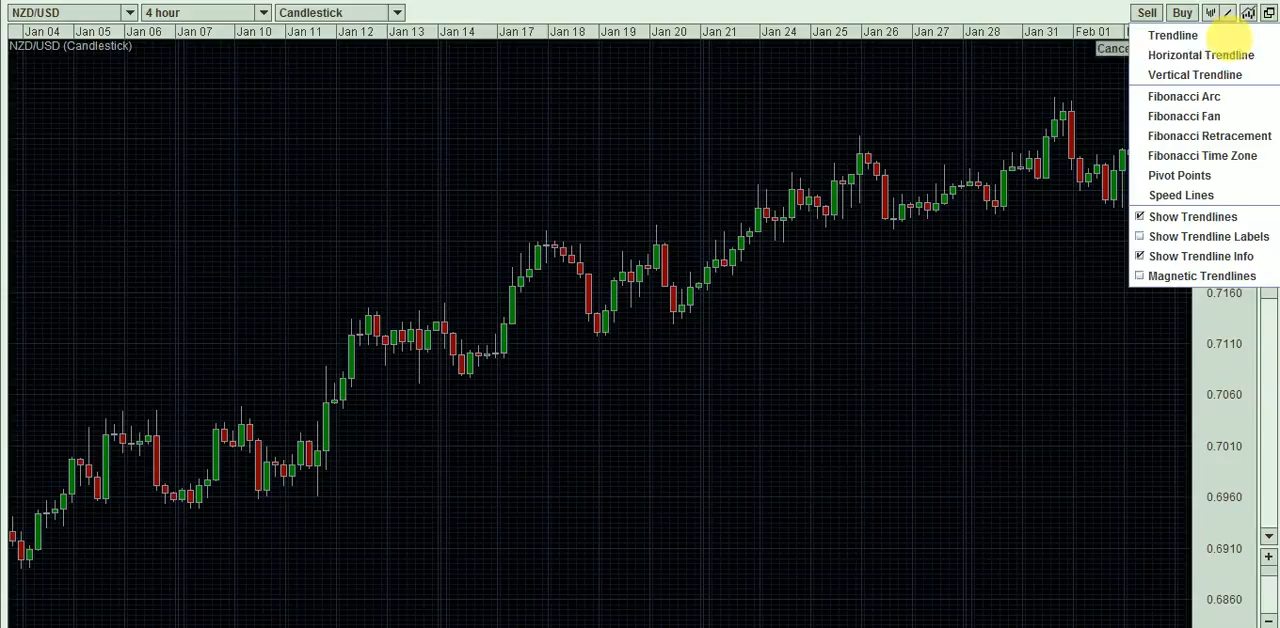 NZD/USD 4 hour Candlestick Sell Buy
Jan 04 Jan 05 Jan 06 Jan 07 Jan 10 Jan 11 Jan 12 Jan 13 Jan 14 Jan 17 Jan 18 Jan 19 Jan 20 Jan 21 Jan 24 Jan 25 Jan 26 Jan 27 Jan 28 Jan 31 Feb 01
NZD/USD (Candlestick)
Cance
Trendline
Horizontal Trendline
Vertical Trendline
Fibonacci Arc
Fibonacci Fan
Fibonacci Retracement
Fibonacci Time Zone
Pivot Points
Speed Lines
Show Trendlines
Show Trendline Labels
Show Trendline Info
Magnetic Trendlines
0.7160
0.7110
0.7060
0.7010
0.6960
0.6910
0.6860